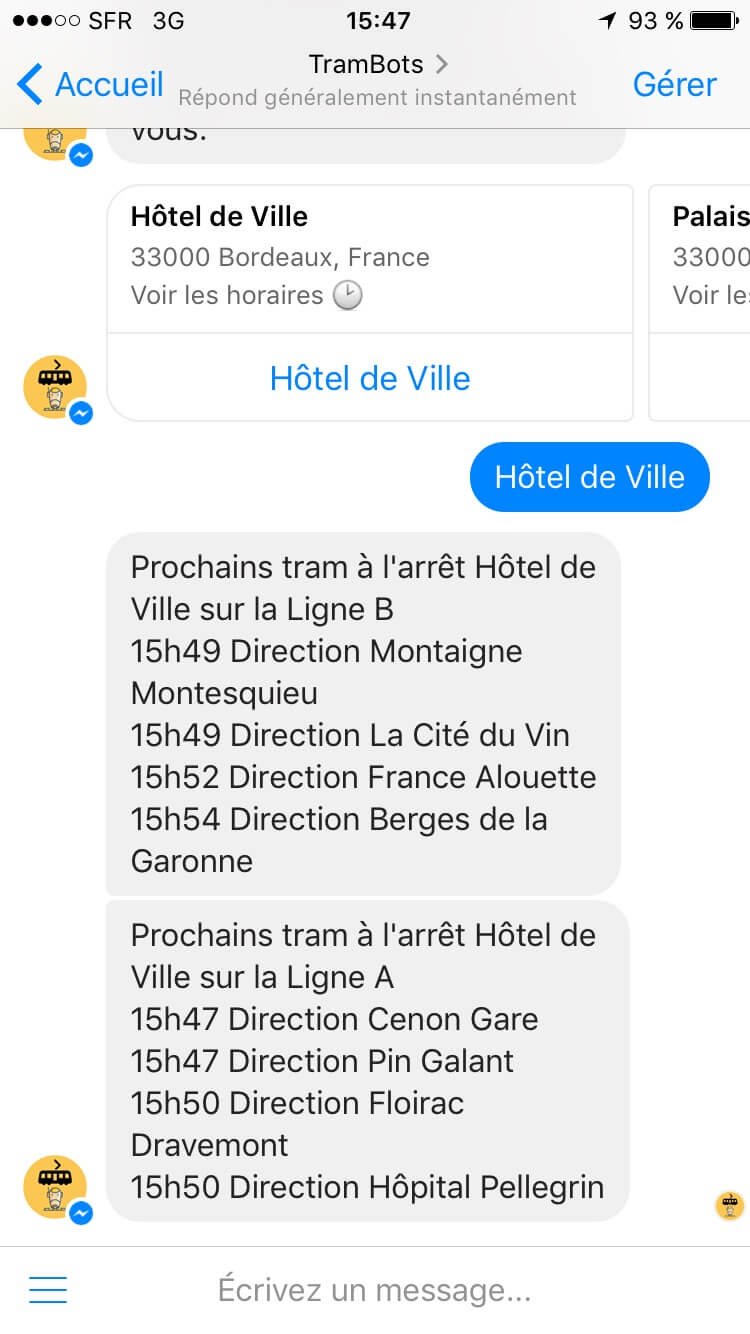 SFR 3G 15:47 93 %
Accueil TramBots Gérer
Répond généralement instantanément
vous.
Hôtel de Ville
33000 Bordeaux, France
Voir les horaires
Hôtel de Ville
Palais
33000
Voir les
Hôtel de Ville
Prochains tram à l'arrêt Hôtel de
Ville sur la Ligne B
15h49 Direction Montaigne
Montesquieu
15h49 Direction La Cité du Vin
15h52 Direction France Alouette
15h54 Direction Berges de la
Garonne
Prochains tram à l'arrêt Hôtel de
Ville sur la Ligne A
15h47 Direction Cenon Gare
15h47 Direction Pin Galant
15h50 Direction Floirac
Dravemont
15h50 Direction Hôpital Pellegrin
Écrivez un message...